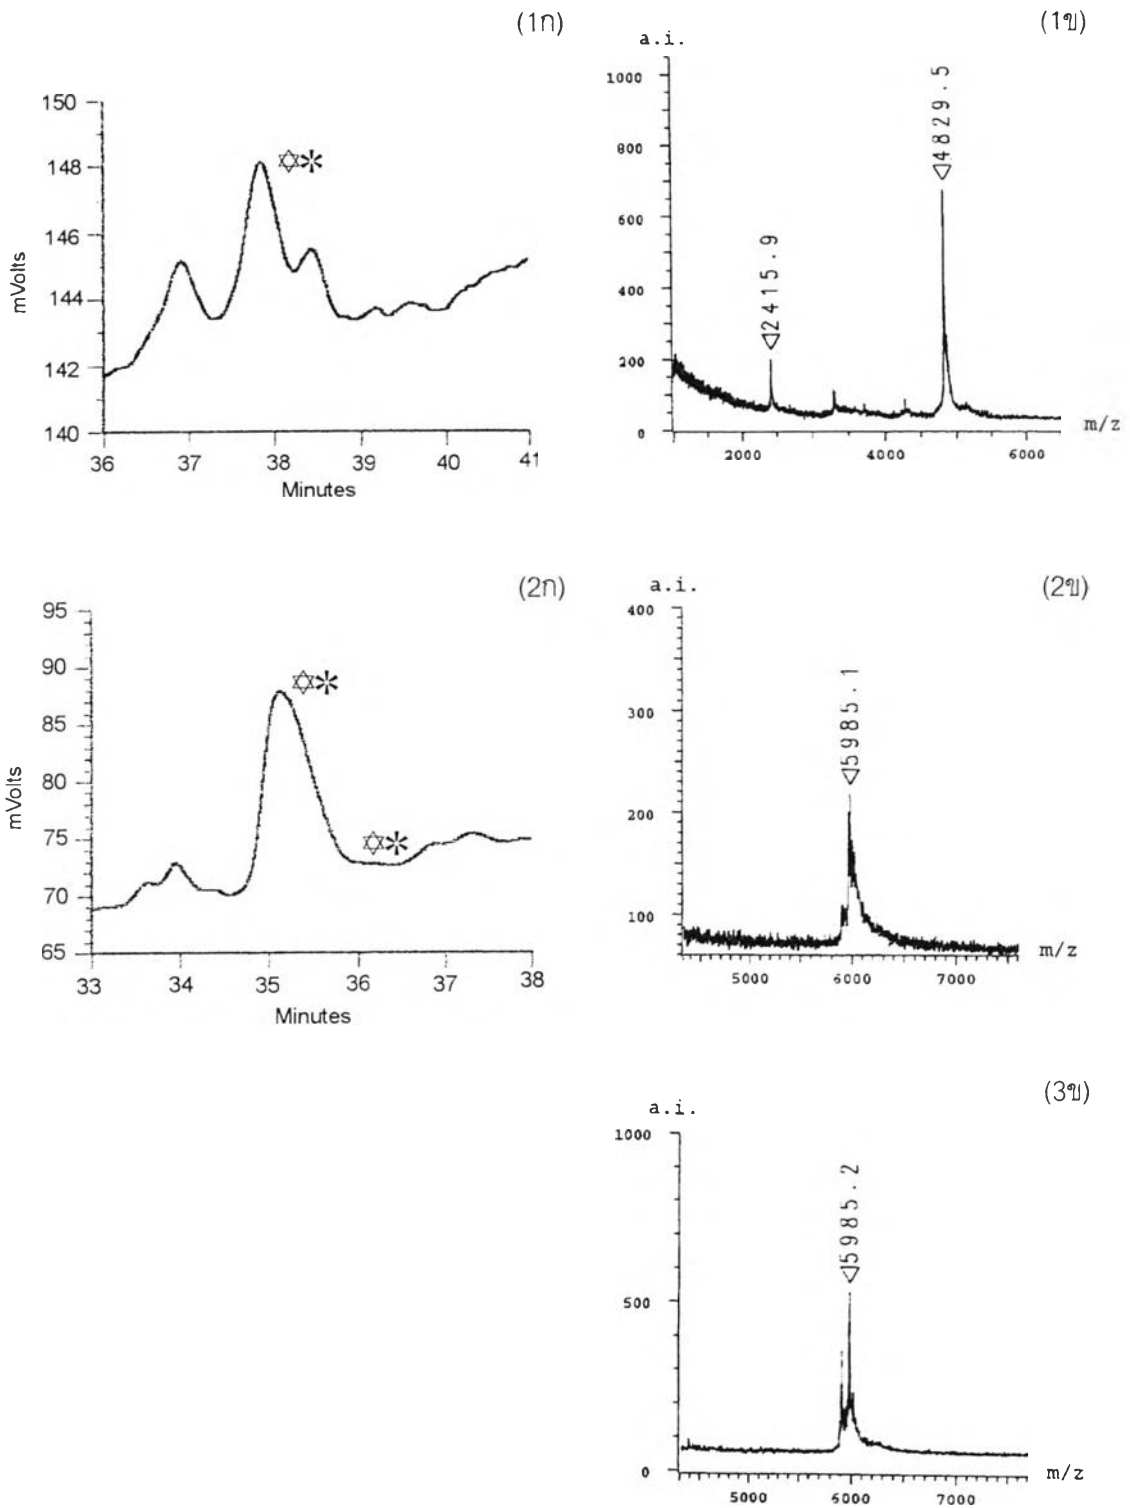 (1ก)
150
148
146
144
142
140
mVolts
36 37 38 39 40 41
Minutes
(1ข)
a.i.
1000
800
600
400
200
0
2415.9
4829.5
2000 4000 6000
m/z
(2ก)
95
90
85
80
75
70
65
mVolts
33 34 35 36 37 38
Minutes
(2ข)
a.i.
400
300
200
100
5985.1
5000 6000 7000
m/z
(3ข)
a.i.
1000
500
0
5985.2
5000 6000 7000
m/z